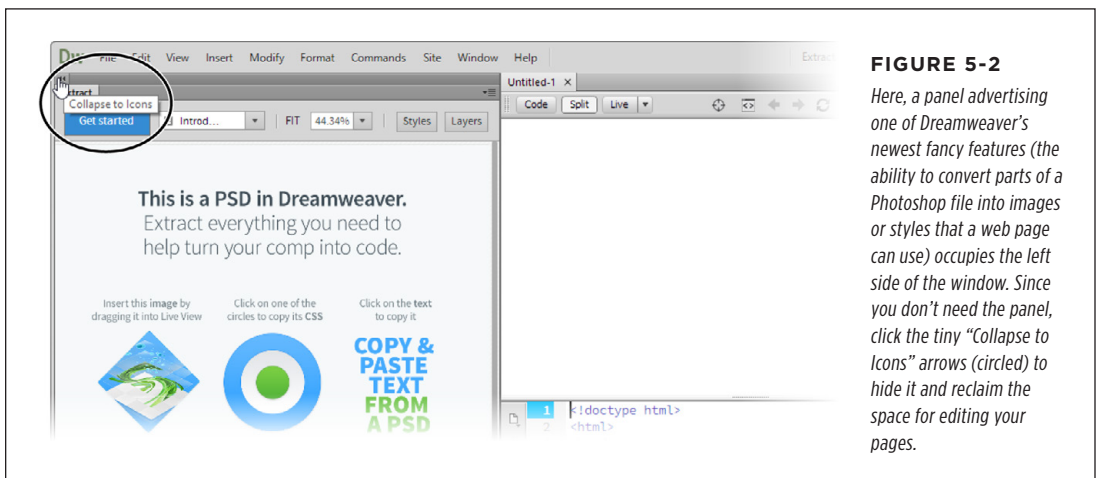 Dw File Edit View Insert Modify Format Commands Site Window Help
Untitled-1 ×
Collapse to Icons
Code Split Live
Get started Introd... FIT 44.34% Styles Layers
This is a PSD in Dreamweaver.
Extract everything you need to
help turn your comp into code.
Insert this image by
dragging it into Live View
Click on one of the
circles to copy its CSS
Click on the text
to copy it
COPY &
PASTE
TEXT
FROM
A PSD
1 <!doctype html>
2 <html>
FIGURE 5-2
Here, a panel advertising
one of Dreamweaver’s
newest fancy features (the
ability to convert parts of a
Photoshop file into images
or styles that a web page
can use) occupies the left
side of the window. Since
you don’t need the panel,
click the tiny “Collapse to
Icons” arrows (circled) to
hide it and reclaim the
space for editing your
pages.